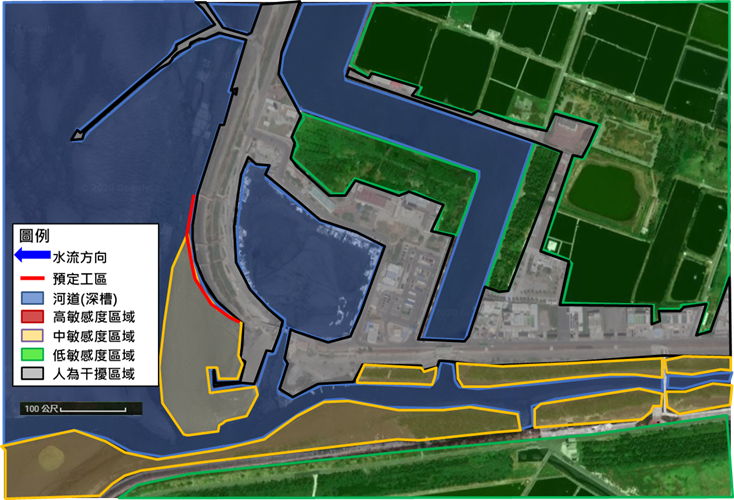 圖例
水流方向
預定工區
河道(深槽)
高敏感度區域
中敏感度區域
低敏感度區域
人為干擾區域
100 公尺